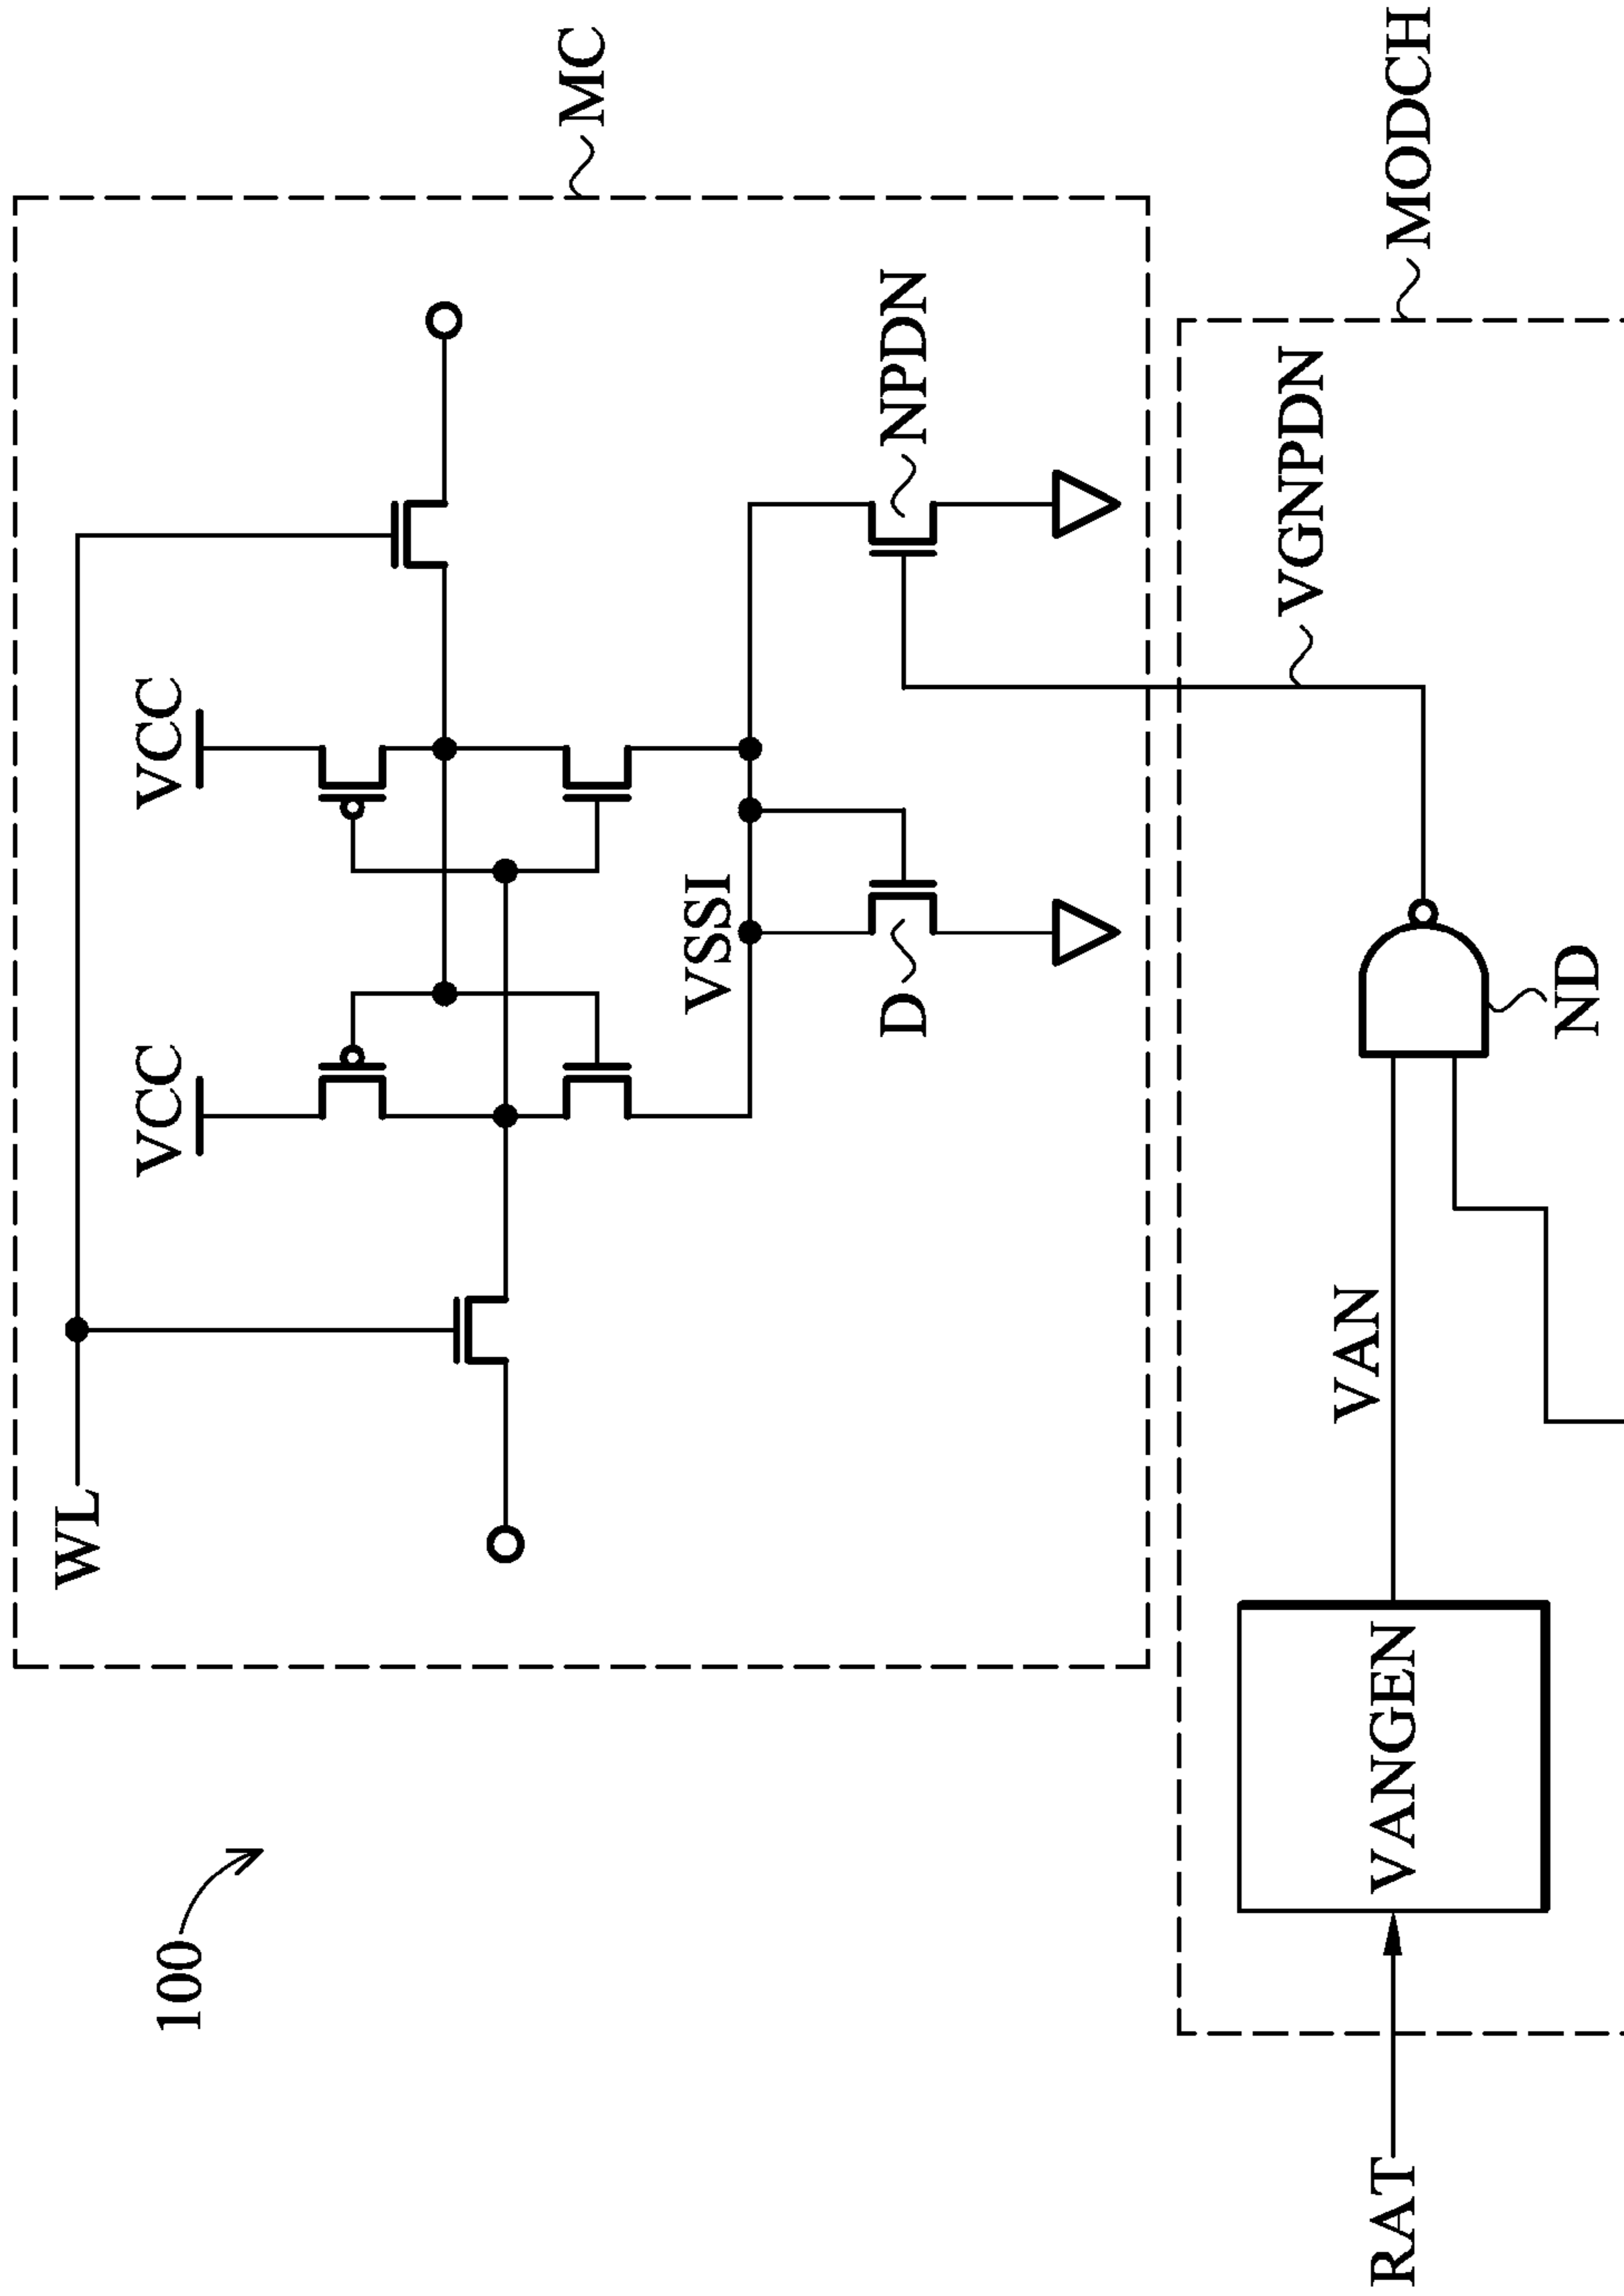 100
WL
VCC
VCC
MC
VSSI
D
NPDN
VGNPDN
MODCH
RAT
VANGEN
VAN
ND